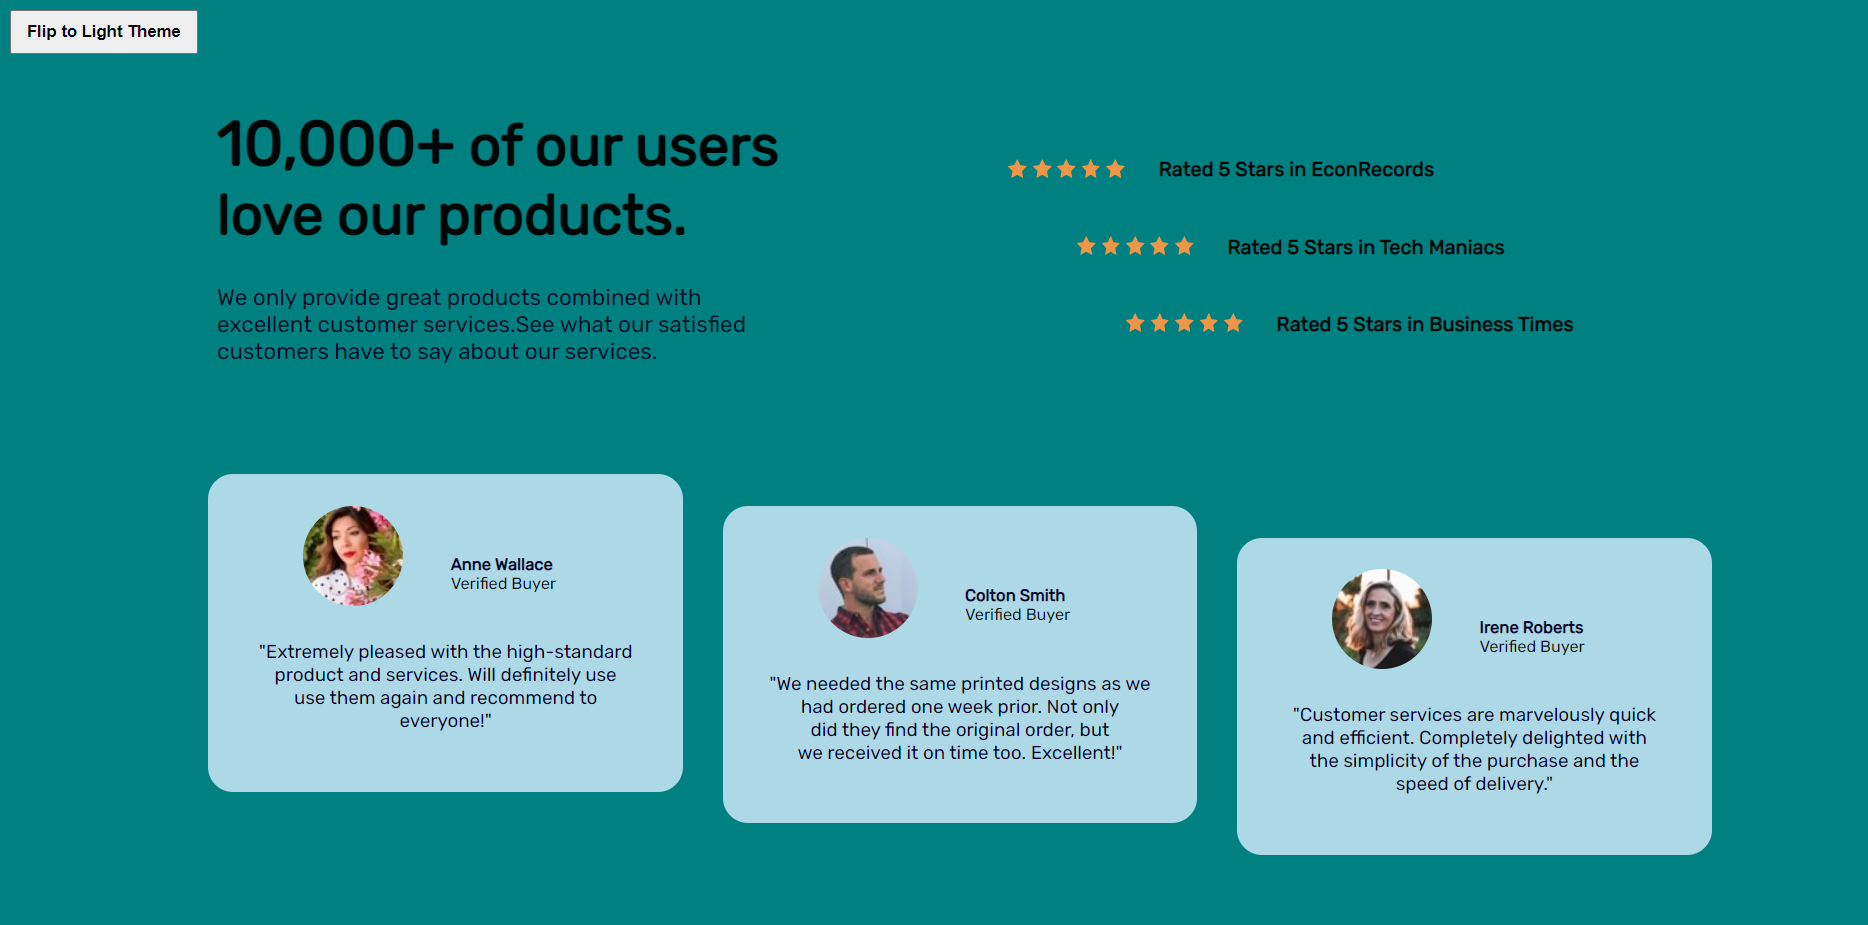 Flip to Light Theme
10,000+ of our users
love our products.
We only provide great products combined with
excellent customer services.See what our satisfied
customers have to say about our services.
Rated 5 Stars in EconRecords
Rated 5 Stars in Tech Maniacs
Rated 5 Stars in Business Times
Anne Wallace
Verified Buyer
"Extremely pleased with the high-standard
product and services. Will definitely use
use them again and recommend to
everyone!"
Colton Smith
Verified Buyer
"We needed the same printed designs as we
had ordered one week prior. Not only
did they find the original order, but
we received it on time too. Excellent!"
Irene Roberts
Verified Buyer
"Customer services are marvelously quick
and efficient. Completely delighted with
the simplicity of the purchase and the
speed of delivery."